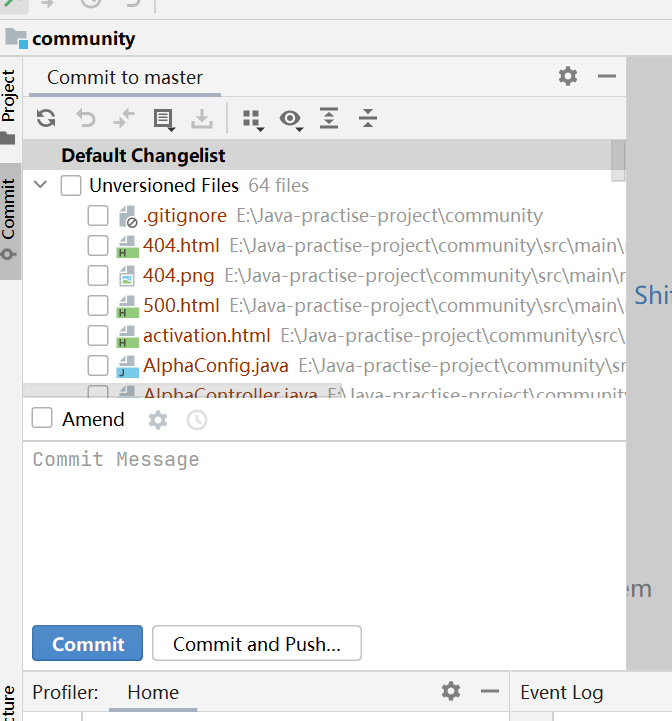 community
Project
Commit
Commit to master
Default Changelist
Unversioned Files 64 files
.gitignore E:\Java-practise-project\community
404.html E:\Java-practise-project\community\src\main\
404.png E:\Java-practise-project\community\src\main\r
500.html E:\Java-practise-project\community\src\main\
activation.html E:\Java-practise-project\community\src\
AlphaConfig.java E:\Java-practise-project\community\sr
AlphaController.java E:\Java-practise-project\community
Shi
Amend
Commit Message
em
Commit
Commit and Push...
cture
Profiler: Home
Event Log